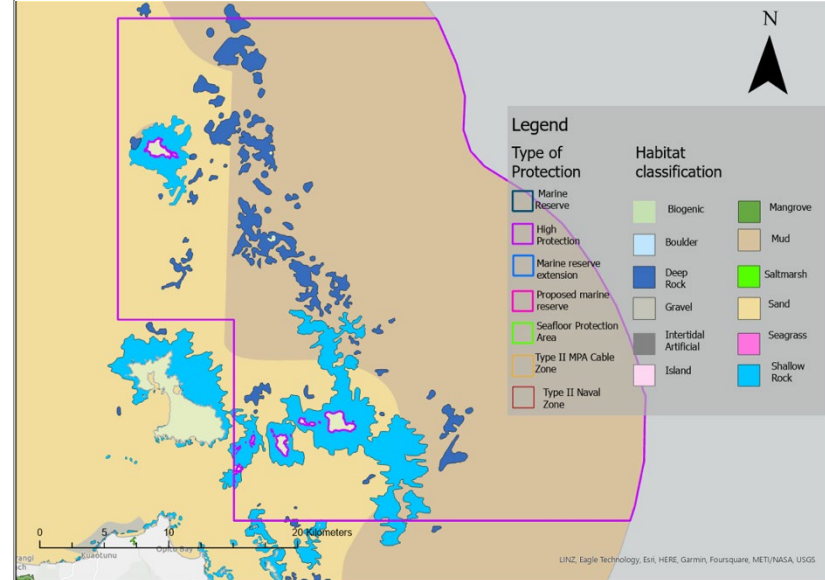 N
Legend
Type of
Protection
Marine
Reserve
High
Protection
Marine reserve
extension
Proposed marine
reserve
Seafloor Protection
Area
Type II MPA Cable
Zone
Type II Naval
Zone
Habitat
classification
Biogenic
Boulder
Deep
Rock
Gravel
Intertidal
Artificial
Island
Mangrove
Mud
Saltmarsh
Sand
Seagrass
Shallow
Rock
0 5 10 20 Kilometers
Kuaotunu
Opito Bay
LINZ, Eagle Technology, Esri, HERE, Garmin, Foursquare, METI/NASA, USGS